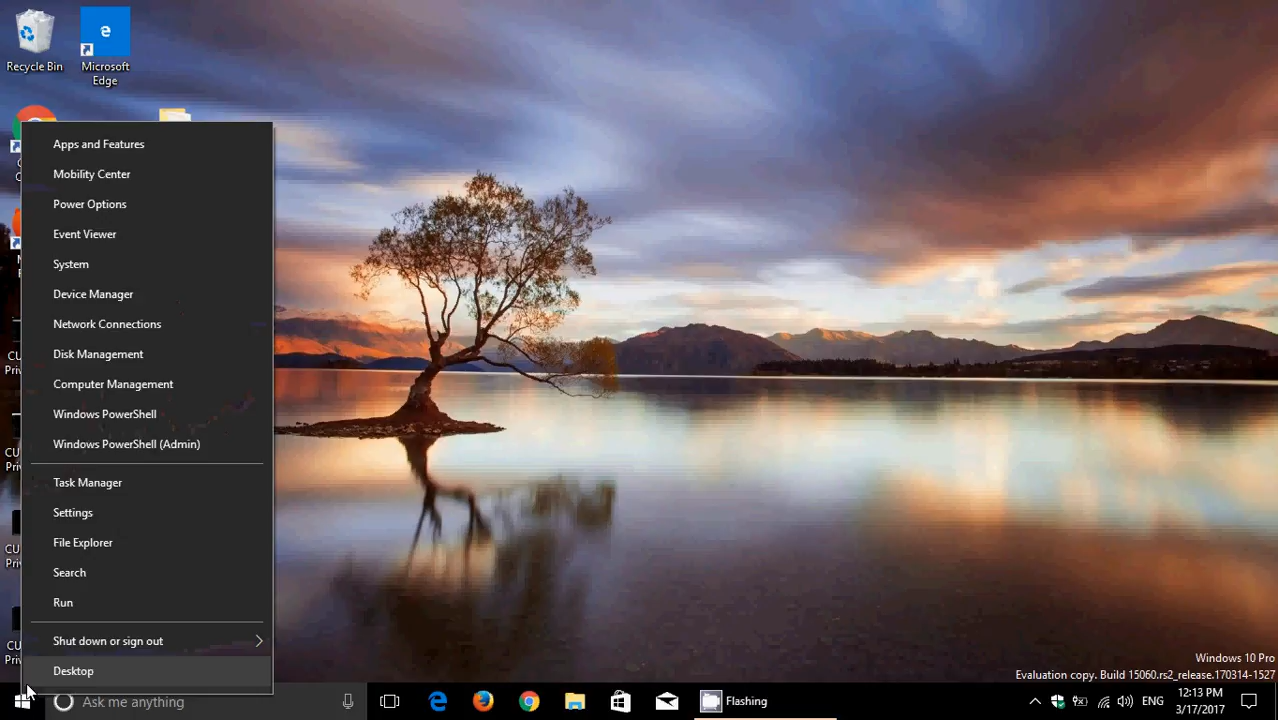 Recycle Bin
Microsoft
Edge
Apps and Features
Mobility Center
Power Options
Event Viewer
System
Device Manager
Network Connections
Disk Management
Computer Management
Windows PowerShell
Windows PowerShell (Admin)
Task Manager
Settings
File Explorer
Search
Run
Shut down or sign out
Desktop
Windows 10 Pro
Evaluation copy. Build 15060.rs2_release.170314-1527
Ask me anything
Flashing
ENG
12:13 PM
3/17/2017